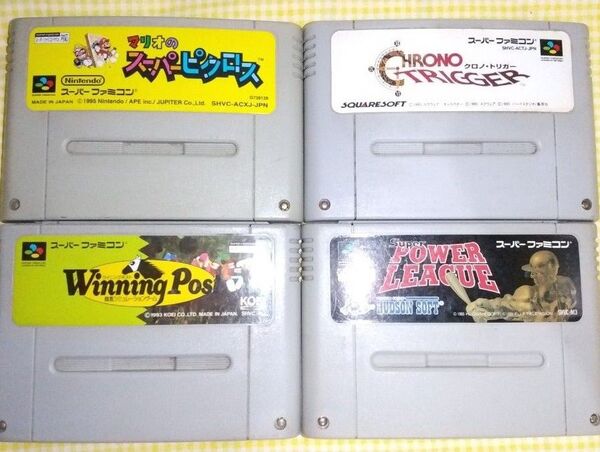 マリオの
スーパーピクロス
Nintendo
スーパーファミコン
MADE IN JAPAN
©1995 Nintendo / APE inc./ JUPITER Co.,Ltd.
SHVC-ACXJ-JPN
スーパーファミコン
SHVC-ACTJ-JPN
CHRONO
クロノ・トリガー
TRIGGER
SQUARESOFT
スーパーファミコン
Winning Pos
©1993 KOEI CO.,LTD. MADE IN JAPAN.
スーパーファミコン
Super
POWER
LEAGUE
HUDSON SOFT